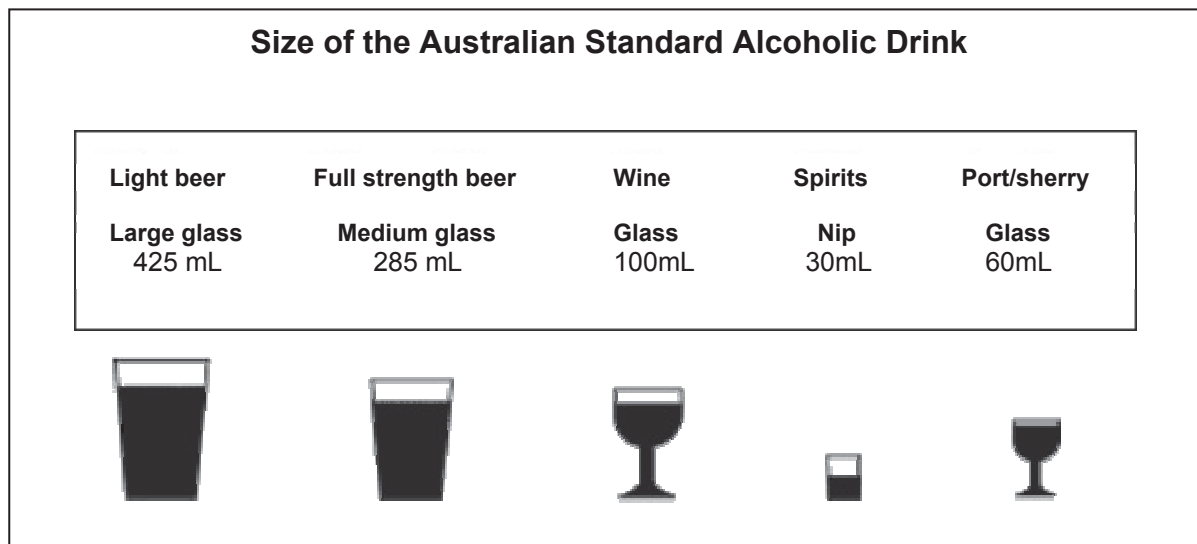 Size of the Australian Standard Alcoholic Drink
Light beer Full strength beer Wine Spirits Port/sherry
Large glass Medium glass Glass Nip Glass
425 mL 285 mL 100mL 30mL 60mL